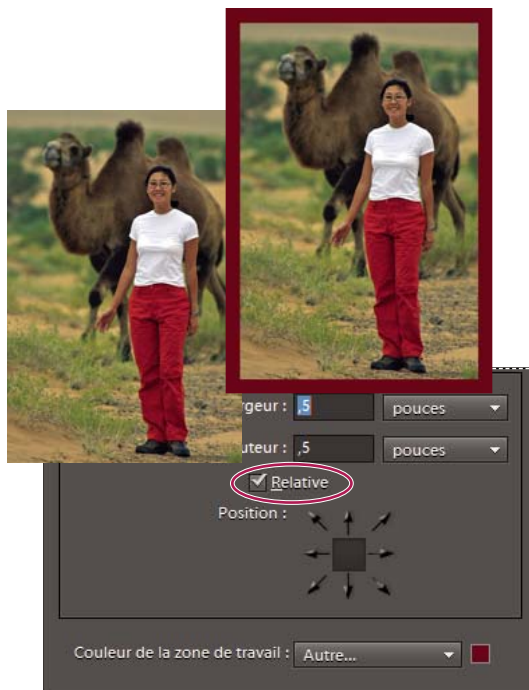 rgeur : ,5 pouces
uteur : ,5 pouces
Relative
Position :
Couleur de la zone de travail : Autre...